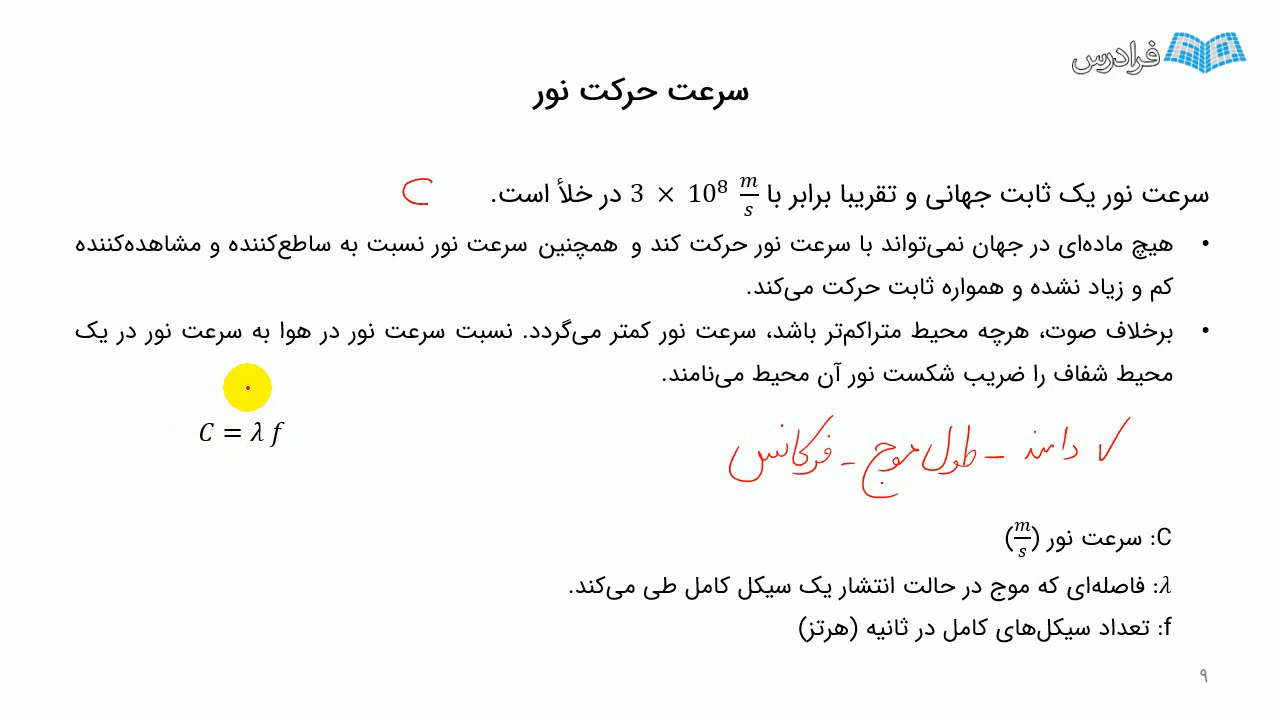 فرادرس
سرعت حرکت نور
سرعت نور یک ثابت جهانی و تقریبا برابر با 3 × 10⁸ m/s در خلأ است. C
• هیچ ماده‌ای در جهان نمی‌تواند با سرعت نور حرکت کند و همچنین سرعت نور نسبت به ساطع‌کننده و مشاهده‌کننده
کم و زیاد نشده و همواره ثابت حرکت می‌کند.
• برخلاف صوت، هرچه محیط متراکم‌تر باشد، سرعت نور کمتر می‌گردد. نسبت سرعت نور در هوا به سرعت نور در یک
محیط شفاف را ضریب شکست نور آن محیط می‌نامند.
C = λ f
✓ دامنه – طول موج – فرکانس
C: سرعت نور (m/s)
λ: فاصله‌ای که موج در حالت انتشار یک سیکل کامل طی می‌کند.
f: تعداد سیکل‌های کامل در ثانیه (هرتز)
۹